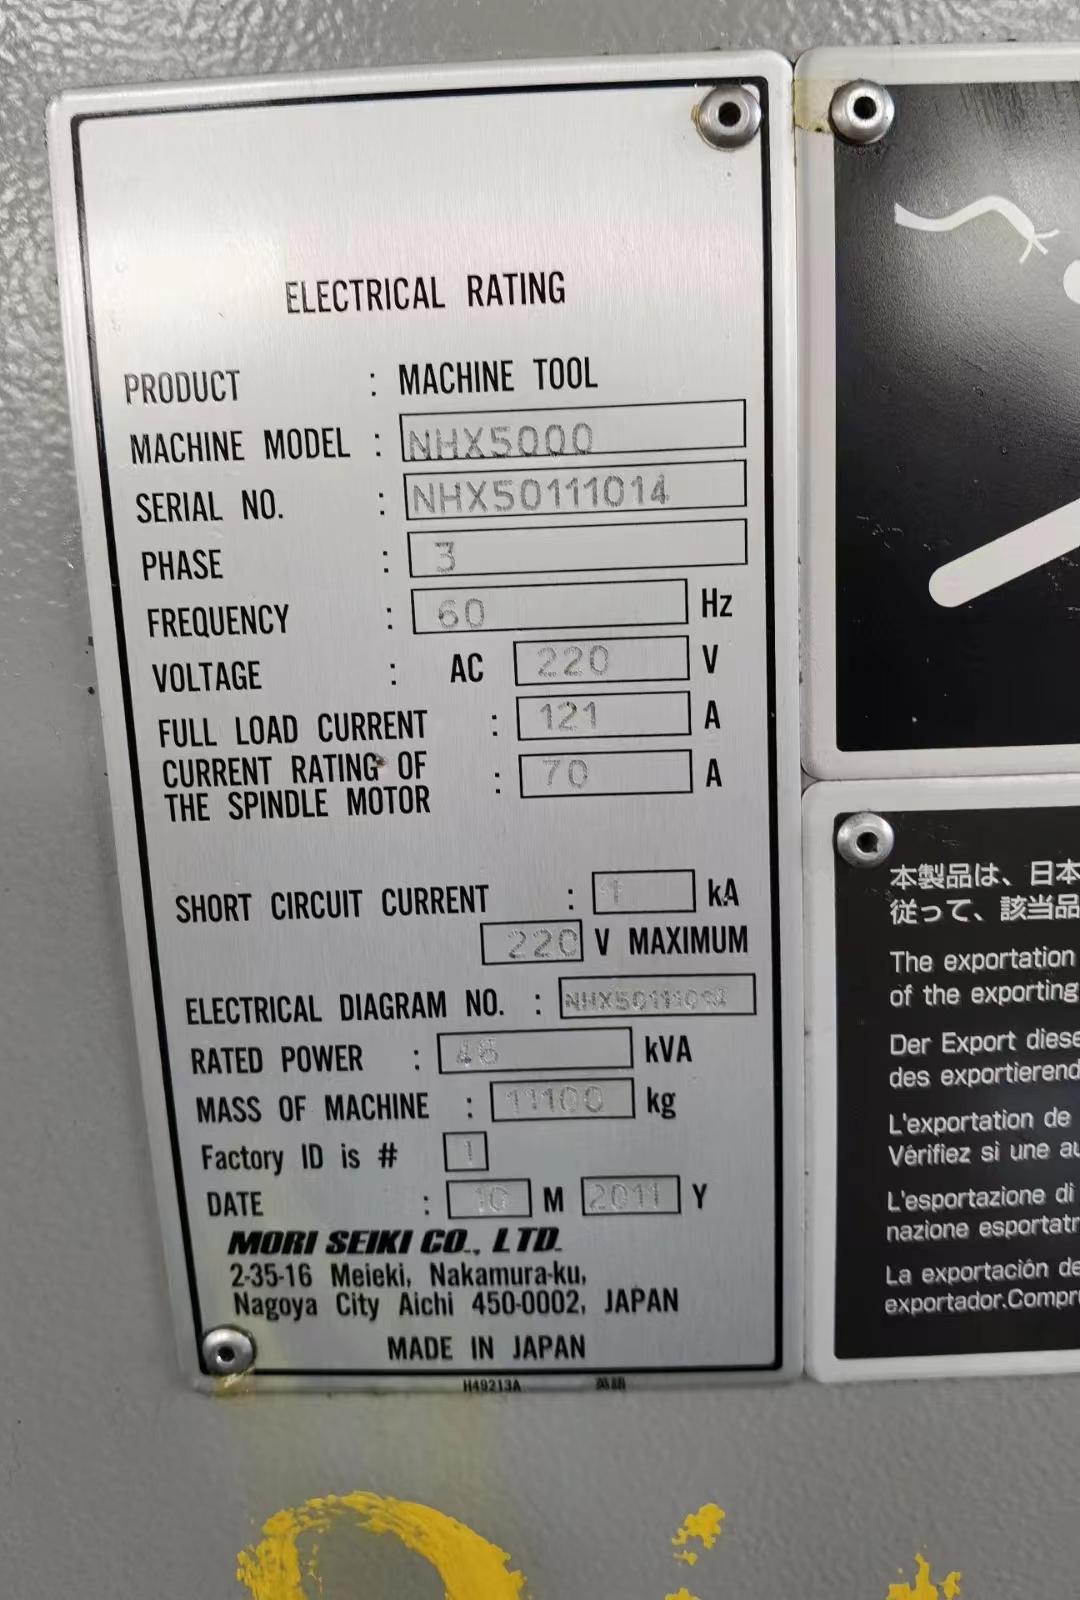 ELECTRICAL RATING
PRODUCT : MACHINE TOOL
MACHINE MODEL : NHX5000
SERIAL NO. : NHX50111014
PHASE : 3
FREQUENCY : 60 Hz
VOLTAGE : AC 220 V
FULL LOAD CURRENT : 121 A
CURRENT RATING OF
THE SPINDLE MOTOR : 70 A
SHORT CIRCUIT CURRENT : 1 kA
220 V MAXIMUM
ELECTRICAL DIAGRAM NO. : NHX50111014
RATED POWER : 46 kVA
MASS OF MACHINE : 11100 kg
Factory ID is # 1
DATE : 10 M 2011 Y
MORI SEIKI CO., LTD.
2-35-16 Meieki, Nakamura-ku,
Nagoya City Aichi 450-0002, JAPAN
MADE IN JAPAN
H49213A 英語
本製品は、日本
従って、該当品
The exportation
of the exporting
Der Export diese
des exportierend
L'exportation de
Vérifiez si une au
L'esportazione di
nazione esportatr
La exportación de
exportador.Compru